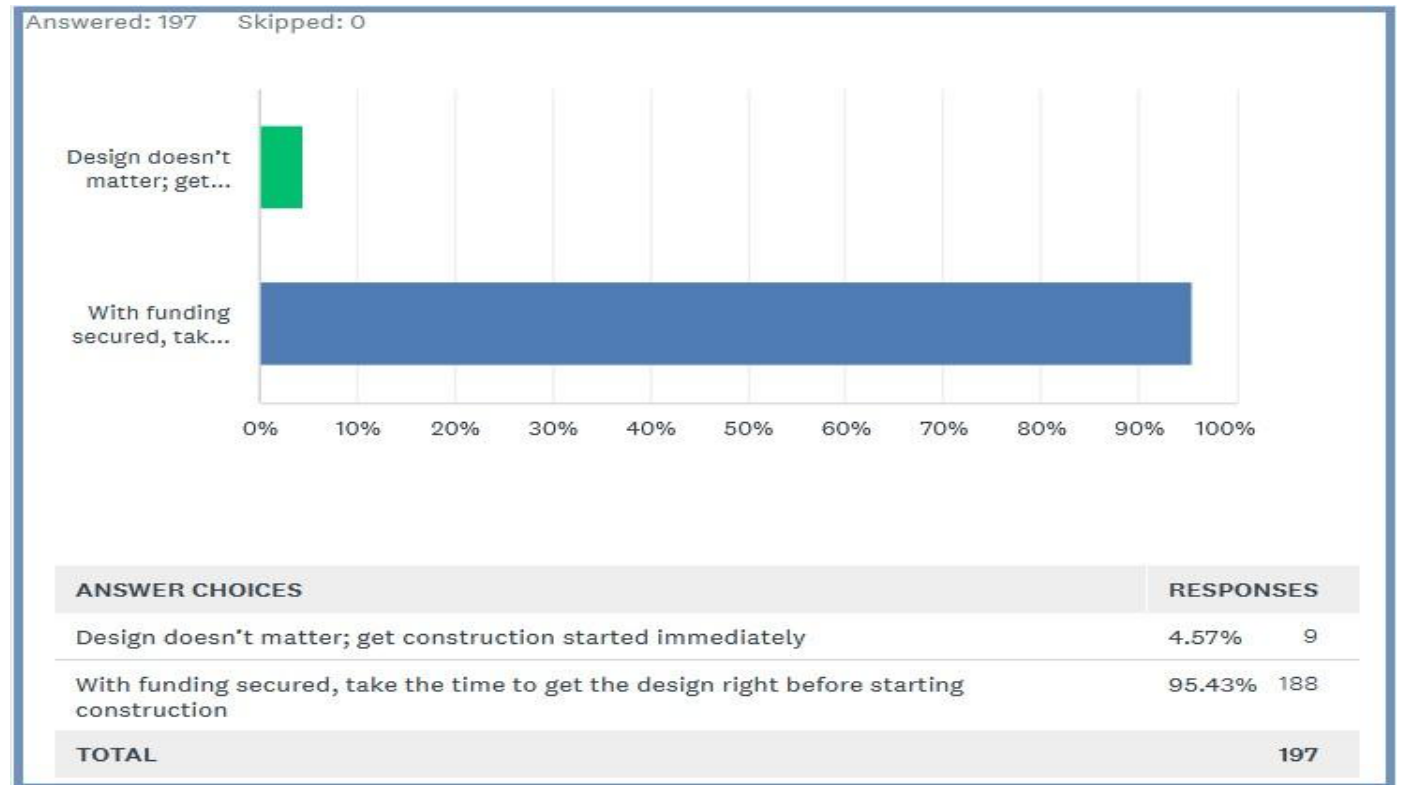 Answered: 197 Skipped: 0
Design doesn't
matter; get...
With funding
secured, tak...
0% 10% 20% 30% 40% 50% 60% 70% 80% 90% 100%
ANSWER CHOICES RESPONSES
Design doesn't matter; get construction started immediately 4.57% 9
With funding secured, take the time to get the design right before starting 95.43% 188
construction
TOTAL 197